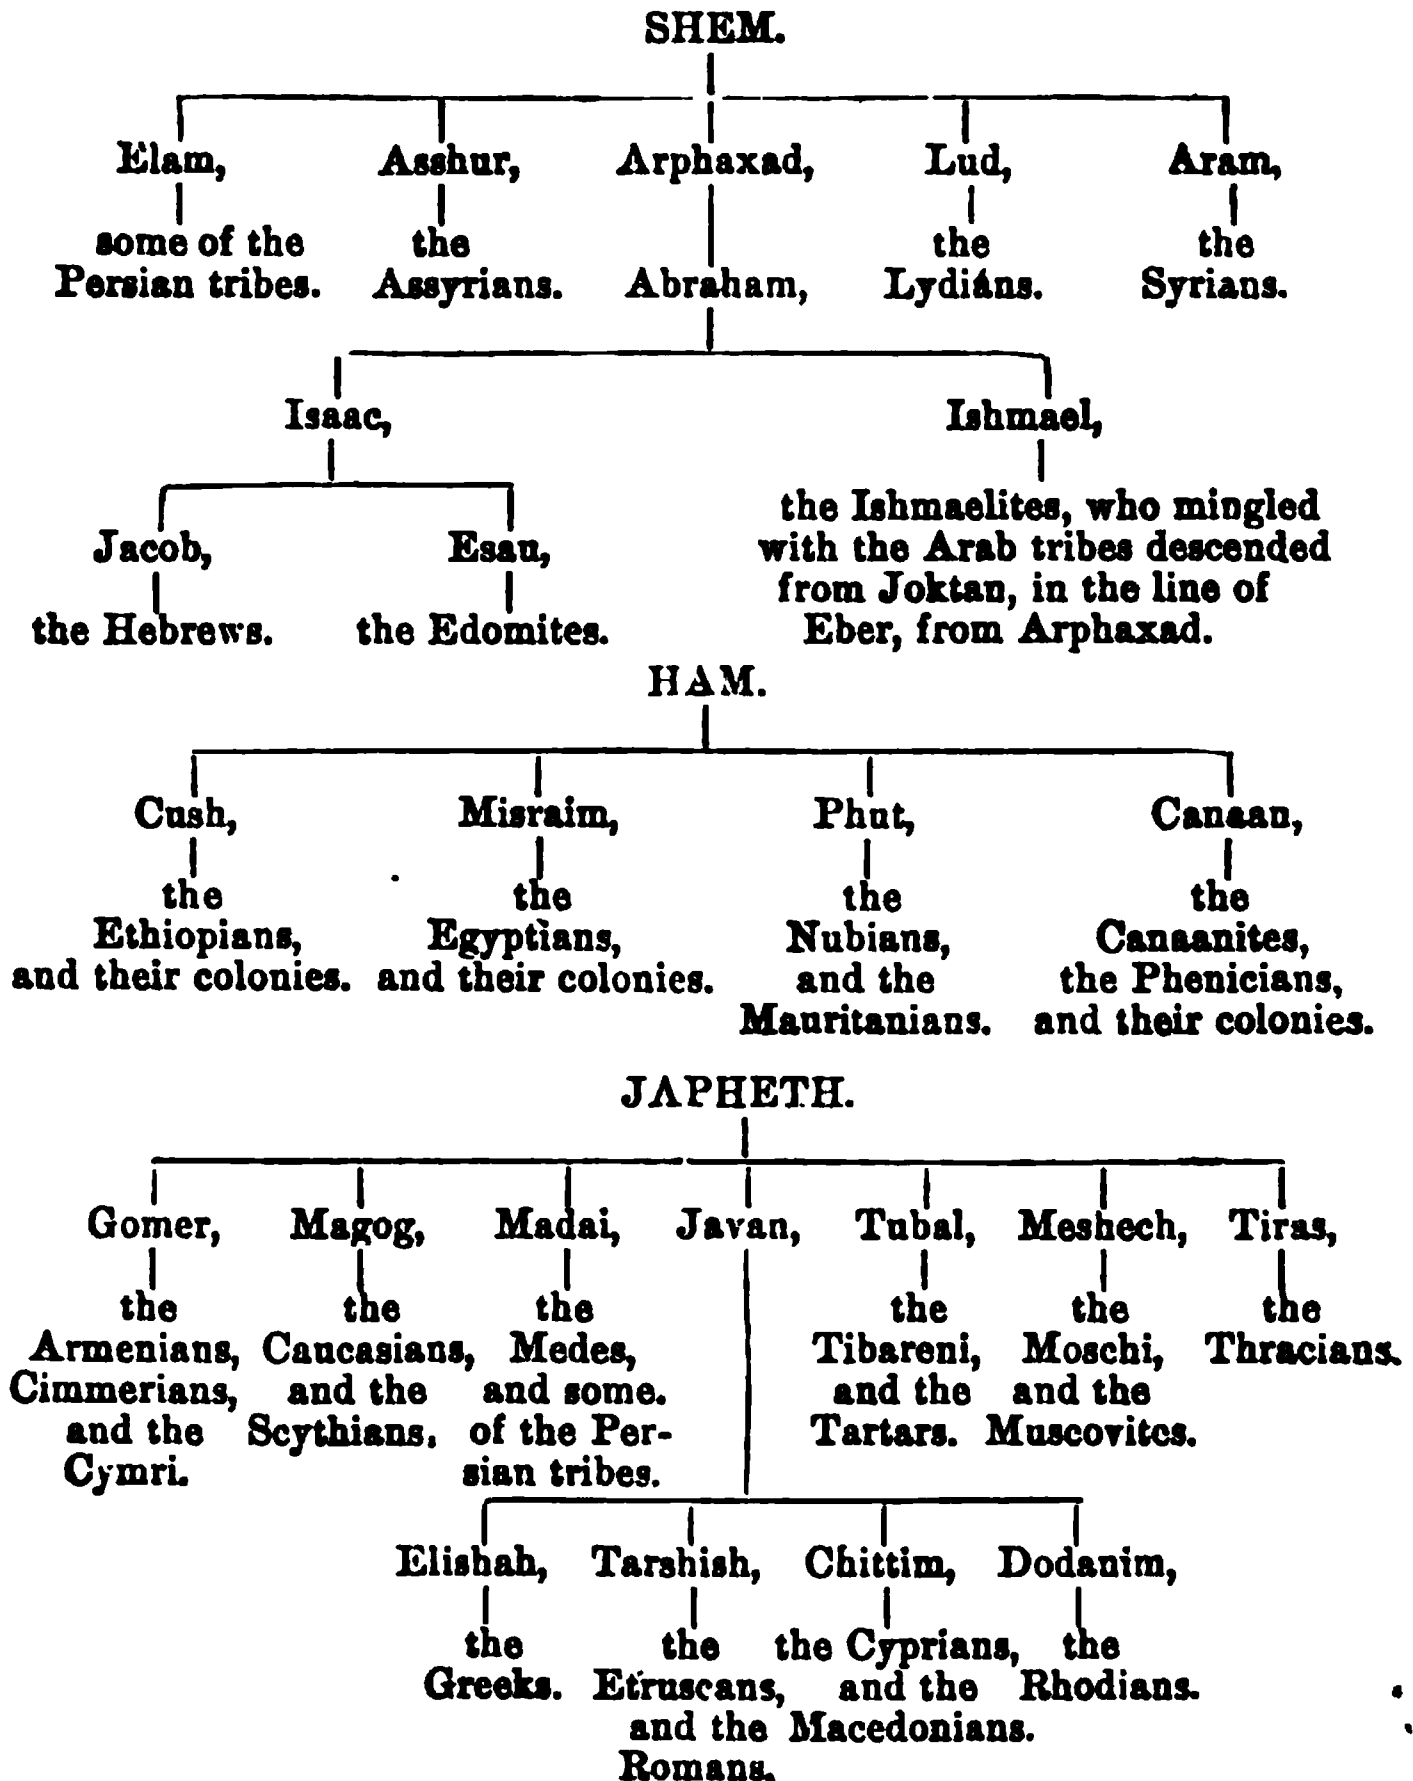 SHEM.
Elam, Asshur, Arphaxad, Lud, Aram,
some of the the the the
Persian tribes. Assyrians. Abraham, Lydians. Syrians.
Isaac, Ishmael,
the Ishmaelites, who mingled
with the Arab tribes descended
from Joktan, in the line of
Eber, from Arphaxad.
Jacob, Esau,
the Hebrews. the Edomites.
HAM.
Cush, Misraim, Phut, Canaan,
the the the the
Ethiopians, Egyptians, Nubians, Canaanites,
and their colonies. and their colonies. and the the Phenicians,
Mauritanians. and their colonies.
JAPHETH.
Gomer, Magog, Madai, Javan, Tubal, Meshech, Tiras,
the the the the the the
Armenians, Caucasians, Medes, Tibareni, Moschi, Thracians.
Cimmerians, and the and some. and the and the
and the Scythians. of the Per- Tartars. Muscovites.
Cymri. sian tribes.
Elishah, Tarshish, Chittim, Dodanim,
the the the Cyprians, the
Greeks. Etruscans, and the Rhodians.
and the Macedonians.
Romans.